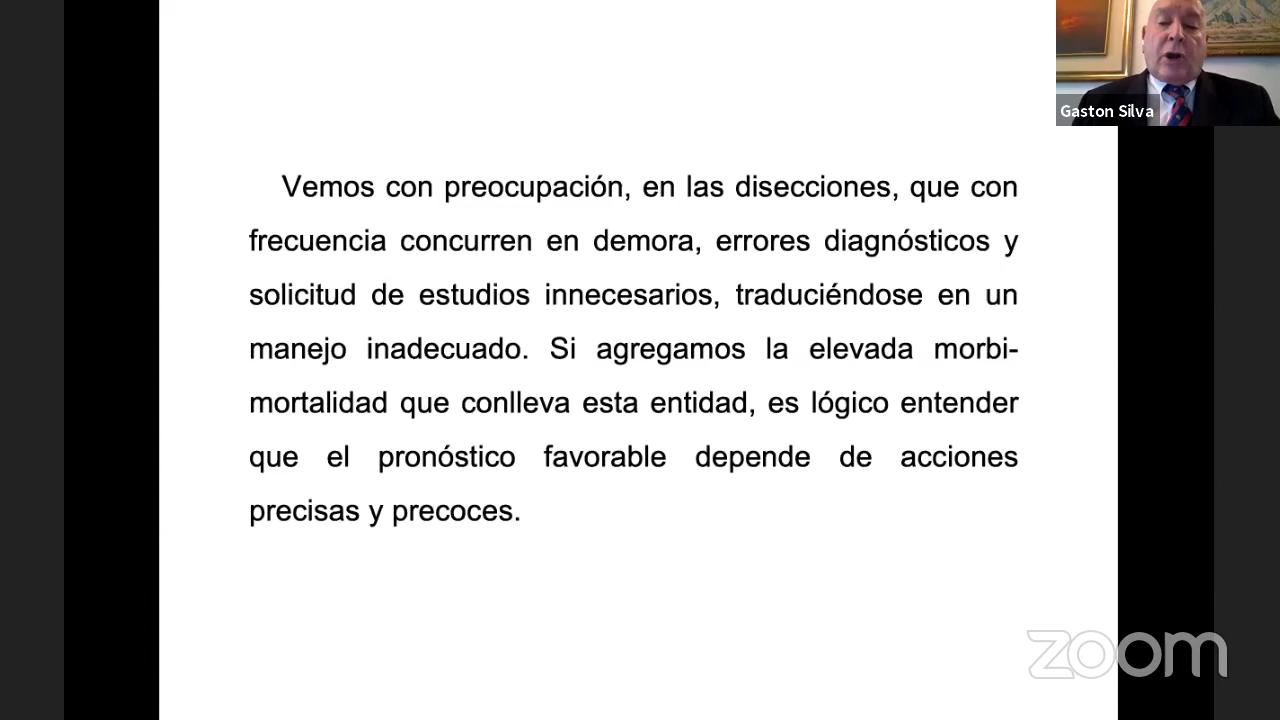 Gaston Silva
Vemos con preocupación, en las disecciones, que con
frecuencia concurren en demora, errores diagnósticos y
solicitud de estudios innecesarios, traduciéndose en un
manejo inadecuado. Si agregamos la elevada morbi-
mortalidad que conlleva esta entidad, es lógico entender
que el pronóstico favorable depende de acciones
precisas y precoces.
zoom